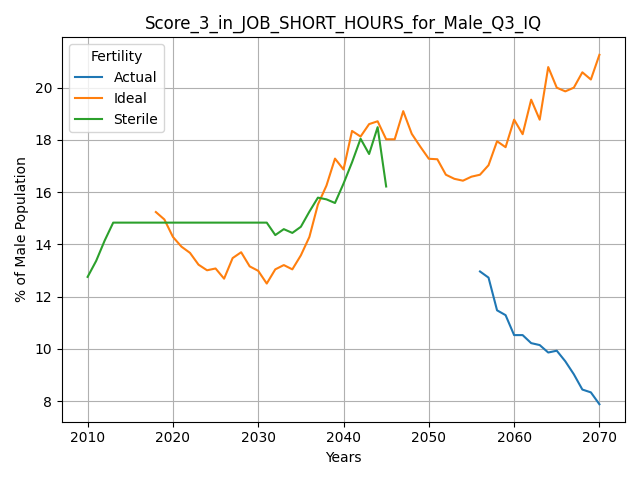 Score_3_in_JOB_SHORT_HOURS_for_Male_Q3_IQ
Fertility
Actual
Ideal
Sterile
% of Male Population
20
18
16
14
12
10
8
2010 2020 2030 2040 2050 2060 2070
Years